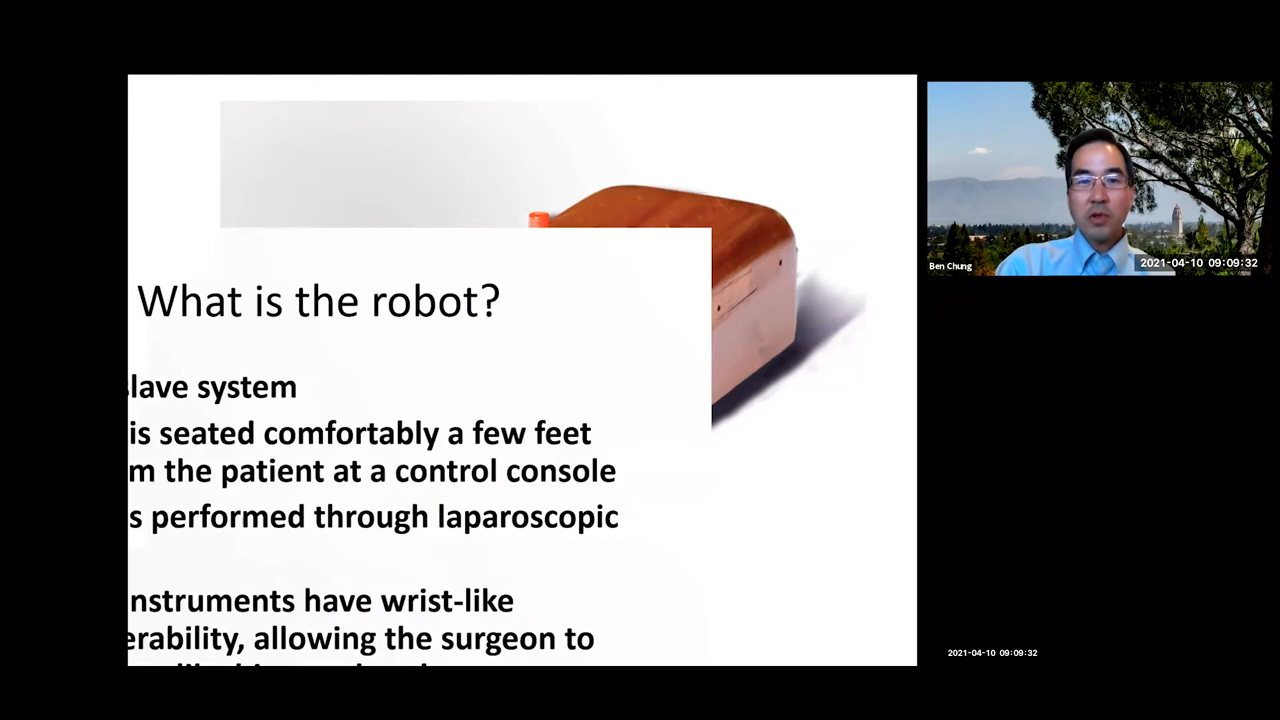 What is the robot?
slave system
is seated comfortably a few feet
m the patient at a control console
s performed through laparoscopic
nstruments have wrist-like
erability, allowing the surgeon to
Ben Chung
2021-04-10 09:09:32
2021-04-10 09:09:32